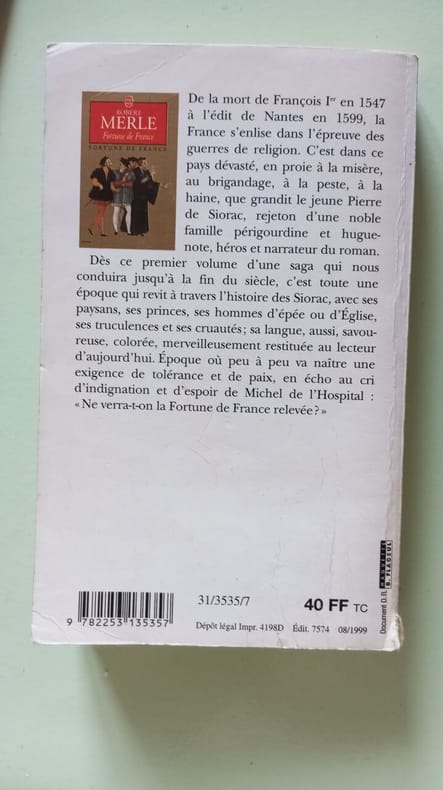 ROBERT
MERLE
Fortune de France
FORTUNE DE FRANCE
De la mort de François Iᵉʳ en 1547
à l'édit de Nantes en 1599, la
France s'enlise dans l'épreuve des
guerres de religion. C'est dans ce
pays dévasté, en proie à la misère,
au brigandage, à la peste, à la
haine, que grandit le jeune Pierre
de Siorac, rejeton d'une noble
famille périgourdine et hugue-
note, héros et narrateur du roman.
Dès ce premier volume d'une saga qui nous
conduira jusqu'à la fin du siècle, c'est toute une
époque qui revit à travers l'histoire des Siorac, avec ses
paysans, ses princes, ses hommes d'épée ou d'Église,
ses truculences et ses cruautés ; sa langue, aussi, savou-
reuse, colorée, merveilleusement restituée au lecteur
d'aujourd'hui. Époque où peu à peu va naître une
exigence de tolérance et de paix, en écho au cri
d'indignation et d'espoir de Michel de l'Hospital :
« Ne verra-t-on la Fortune de France relevée ? »
9 782253 135357
31/3535/7
40 FF TC
Dépôt légal Impr. 4198D Édit. 7574 08/1999
Document D.R.
MAQUETTE
B. FLAGEUL